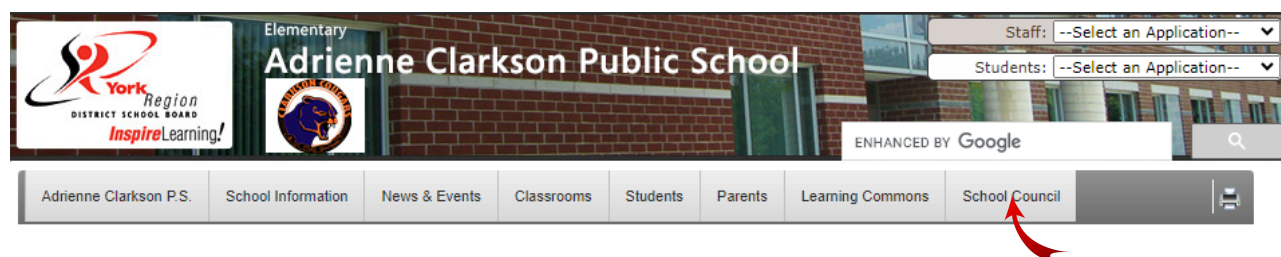 Elementary
Adrienne Clarkson Public School
York
Region
DISTRICT SCHOOL BOARD
InspireLearning!
CLARKSON COUGARS
Staff: --Select an Application--
Students: --Select an Application--
ENHANCED BY Google
Adrienne Clarkson P.S. School Information News & Events Classrooms Students Parents Learning Commons School Council